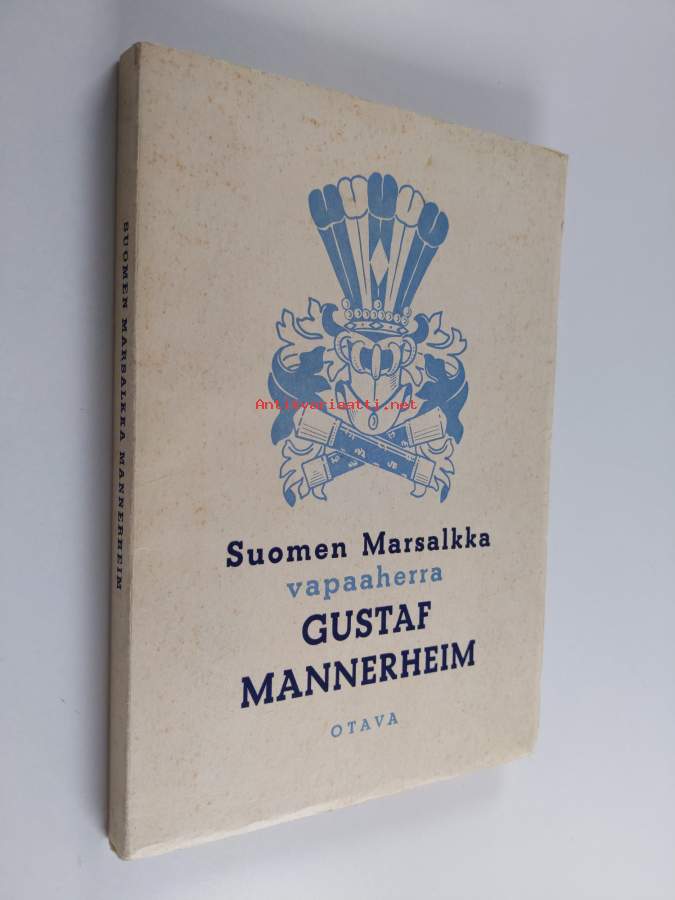 SUOMEN MARSALKKA MANNERHEIM
Antikvariaatti.net
Suomen Marsalkka
vapaaherra
GUSTAF
MANNERHEIM
OTAVA